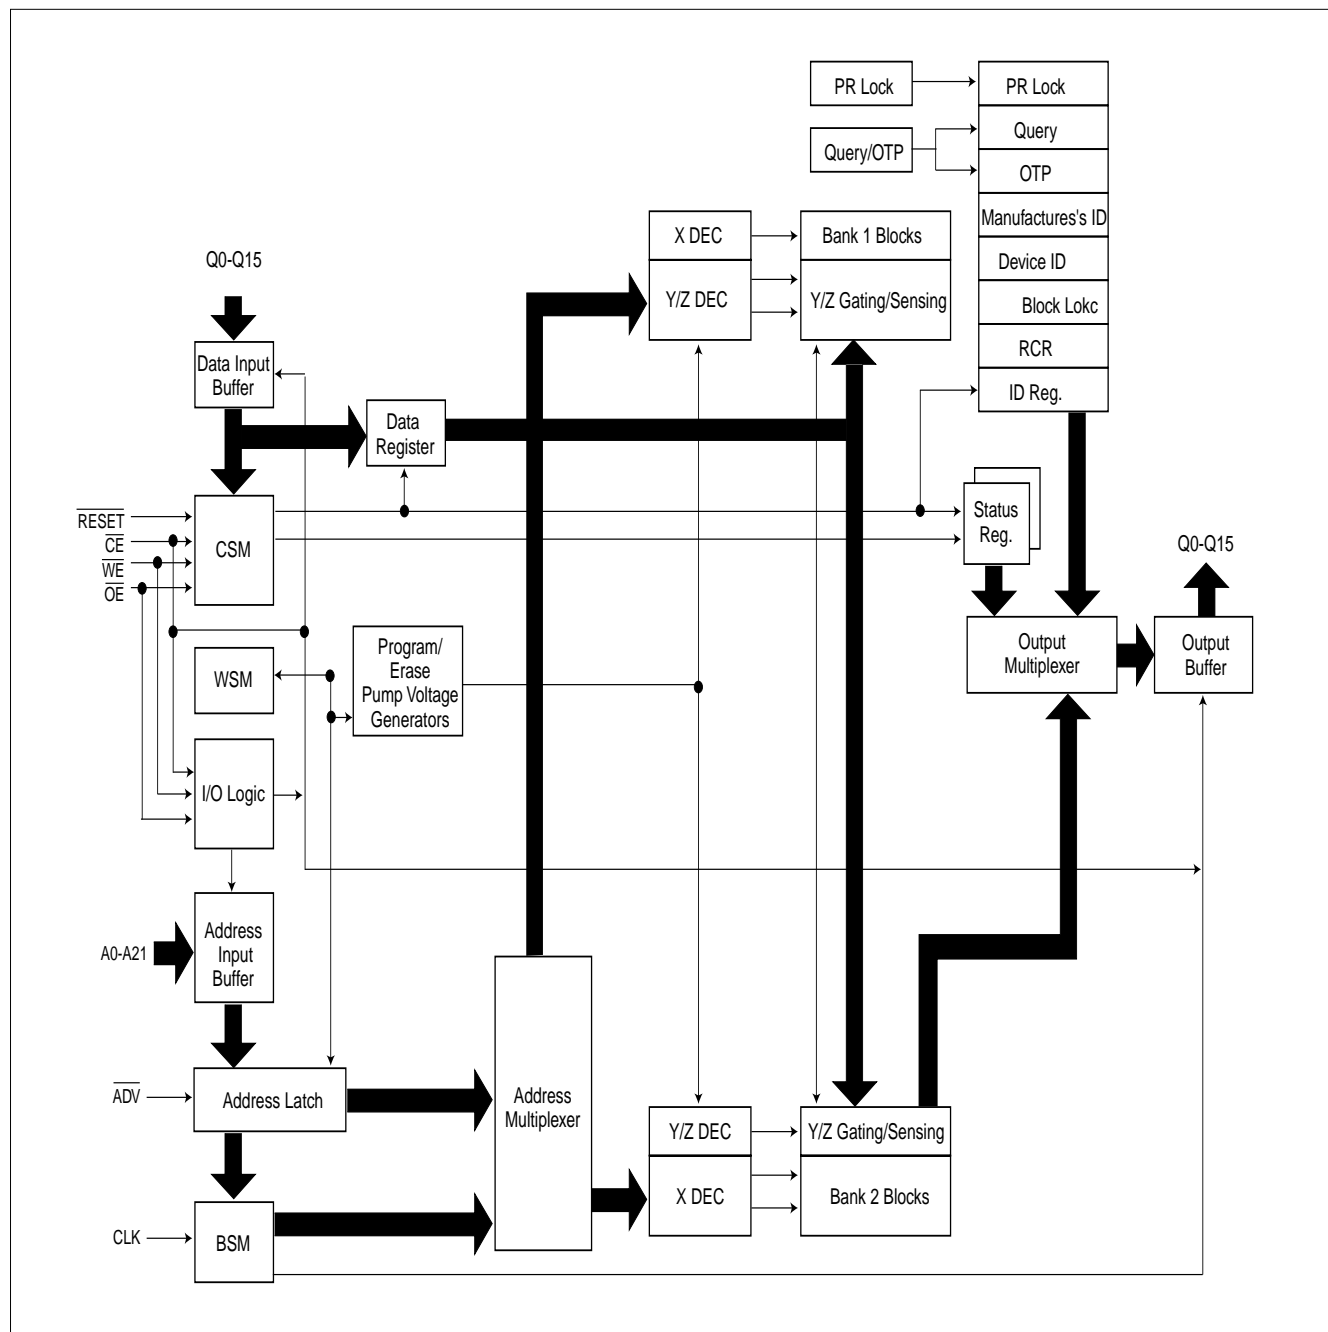 PR Lock
PR Lock
Query/OTP
Query
OTP
Manufactures's ID
Device ID
Block Lokc
RCR
ID Reg.
X DEC
Bank 1 Blocks
Y/Z DEC
Y/Z Gating/Sensing
Q0-Q15
Data Input
Buffer
Data
Register
RESET
CE
WE
OE
CSM
Status
Reg.
Q0-Q15
Output
Multiplexer
Output
Buffer
WSM
Program/
Erase
Pump Voltage
Generators
I/O Logic
A0-A21
Address
Input
Buffer
ADV
Address Latch
Address
Multiplexer
Y/Z DEC
Y/Z Gating/Sensing
X DEC
Bank 2 Blocks
CLK
BSM